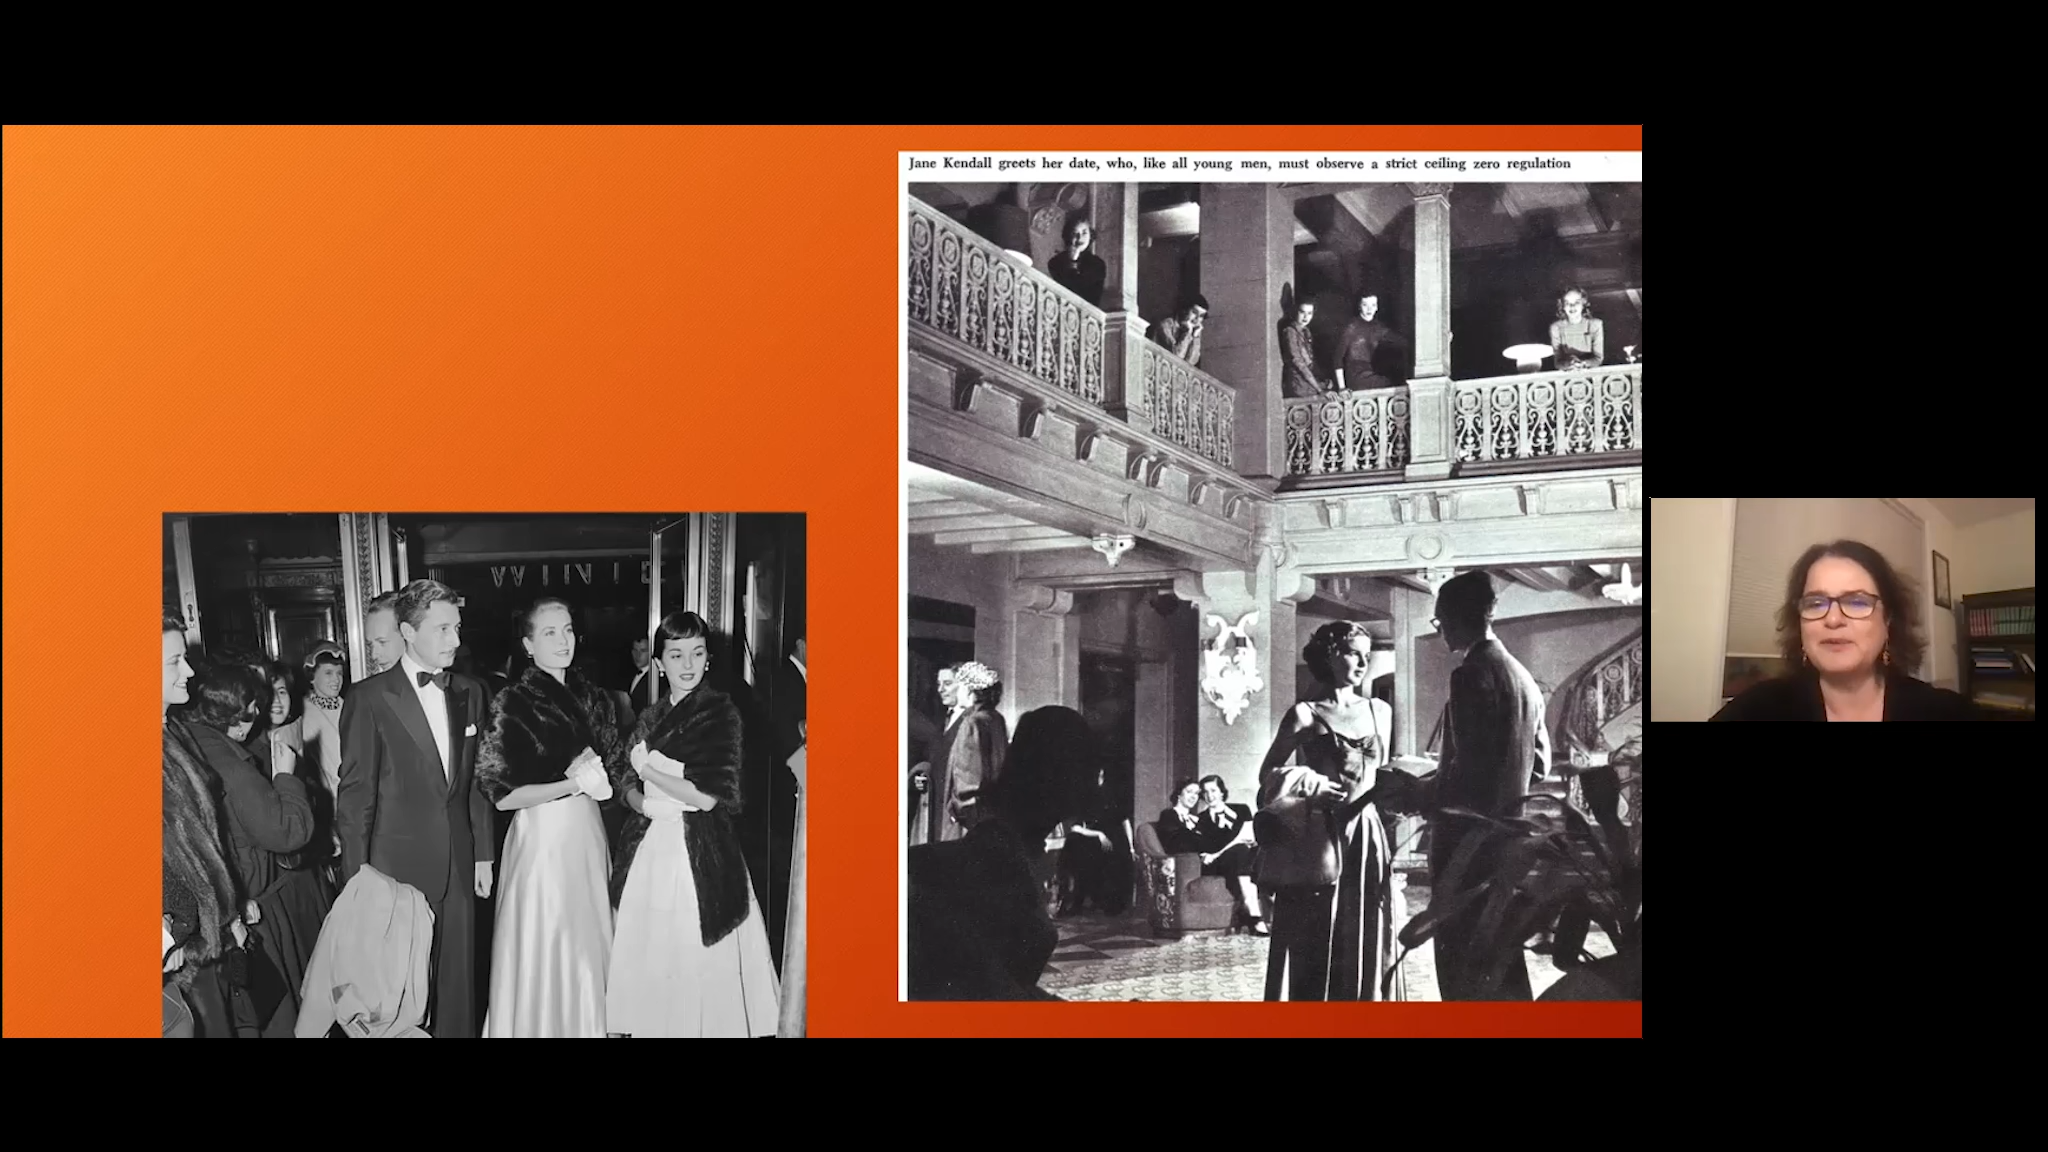 Jane Kendall greets her date, who, like all young men, must observe a strict ceiling zero regulation